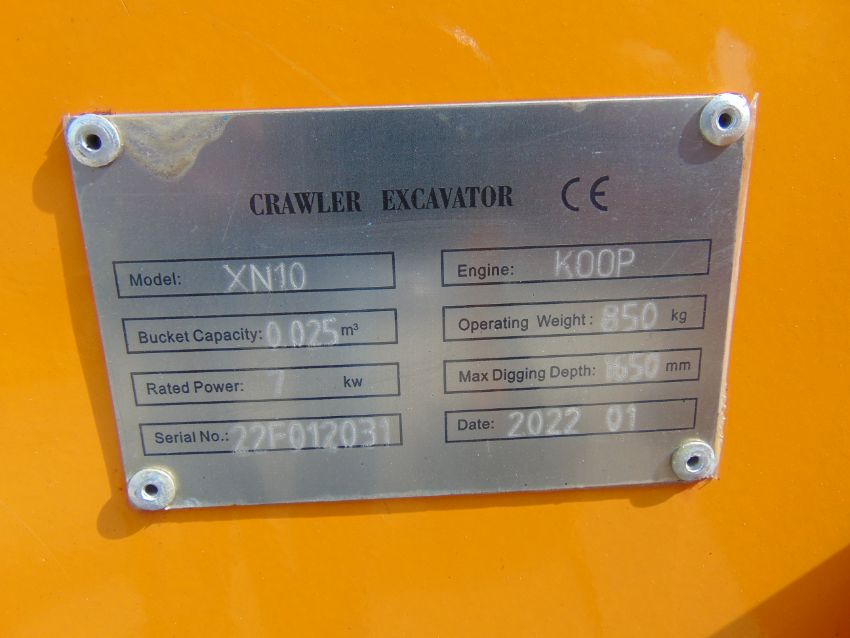 CRAWLER EXCAVATOR CE
Model: XN10
Engine: KOOP
Bucket Capacity: 0.025 m³
Operating Weight: 850 kg
Rated Power: 7 kw
Max Digging Depth: 1650 mm
Serial No.: 22F012031
Date: 2022 01